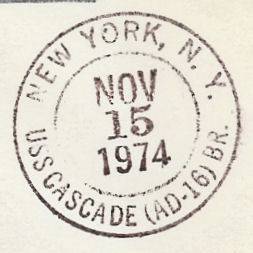 NEW YORK, N. Y.
NOV
15
1974
USS CASCADE (AD-16) BR.